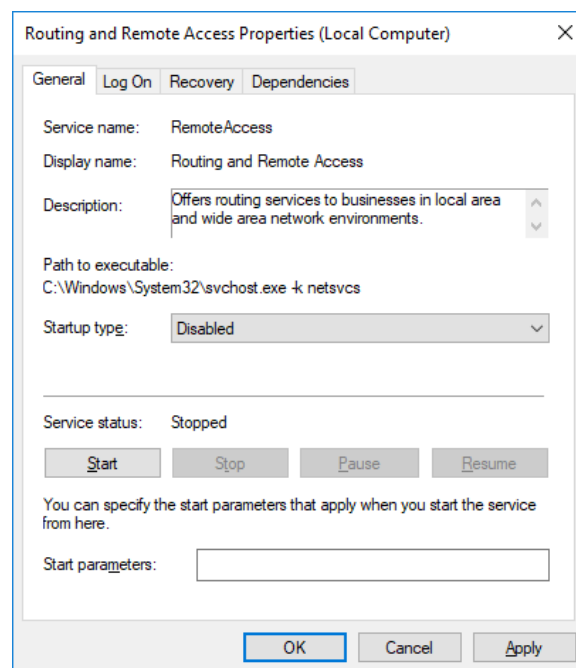 Routing and Remote Access Properties (Local Computer)
General Log On Recovery Dependencies
Service name: RemoteAccess
Display name: Routing and Remote Access
Description: Offers routing services to businesses in local area
and wide area network environments.
Path to executable:
C:\Windows\System32\svchost.exe -k netsvcs
Startup type: Disabled
Service status: Stopped
Start Stop Pause Resume
You can specify the start parameters that apply when you start the service
from here.
Start parameters:
OK Cancel Apply